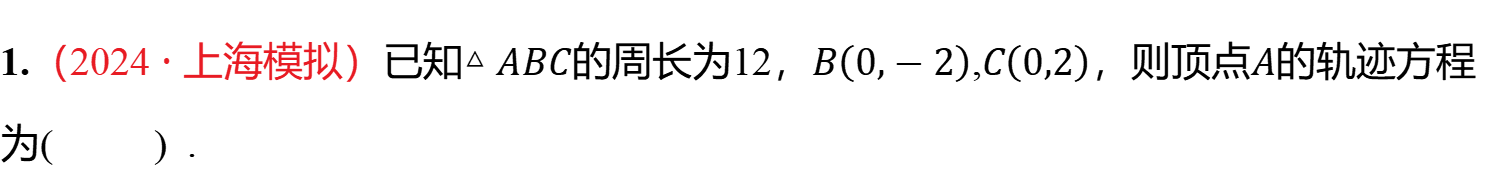 1.（2024 · 上海模拟）已知△ ABC的周长为12，B(0, − 2),C(0,2)，则顶点A的轨迹方程
为( ) .